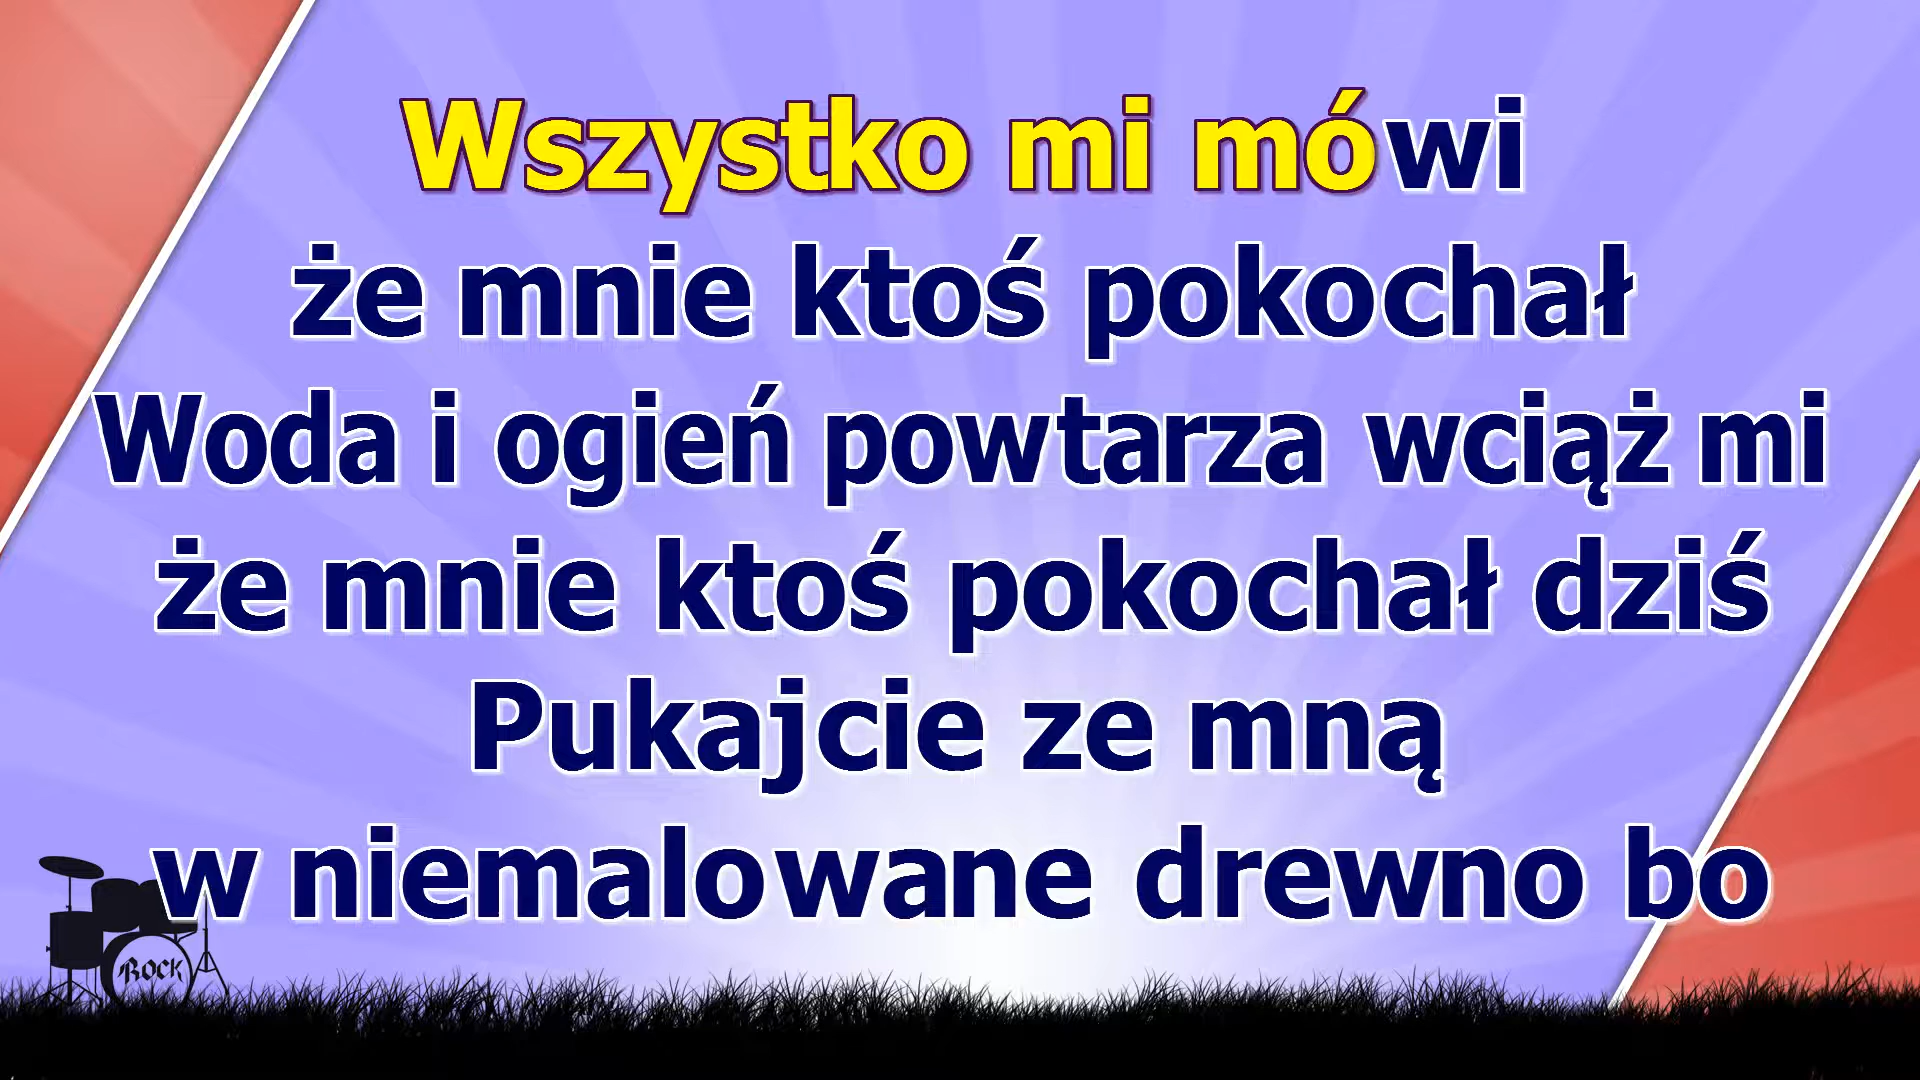 Wszystko mi mówi
że mnie ktoś pokochał
Woda i ogień powtarza wciąż mi
że mnie ktoś pokochał dziś
Pukajcie ze mną
w niemalowane drewno bo
ROCK